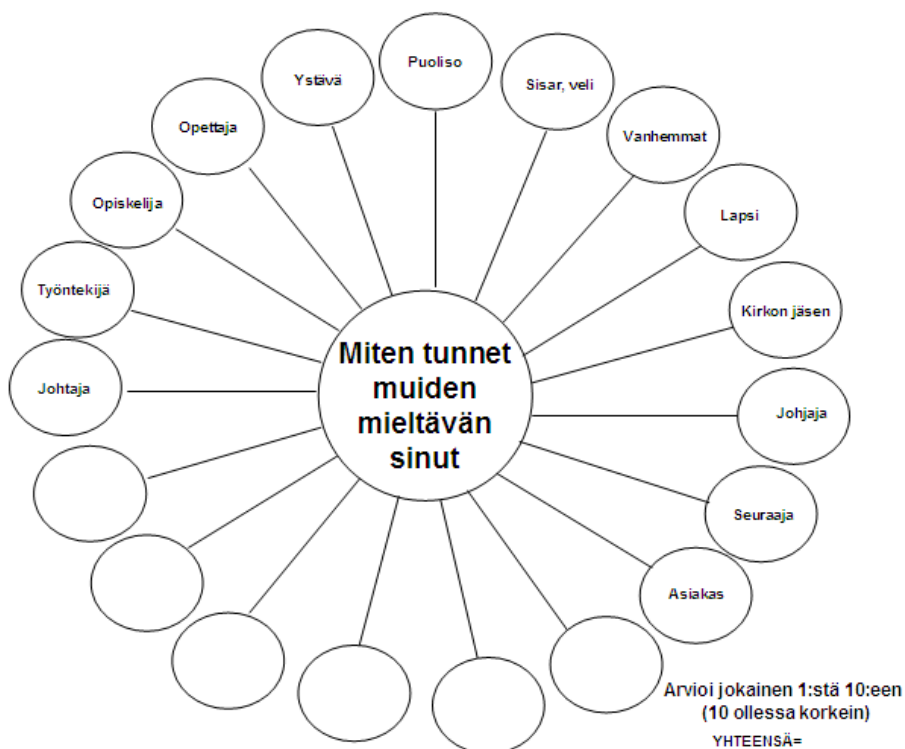 Puoliso
Ystävä
Sisar, veli
Opettaja
Vanhemmat
Opiskelija
Lapsi
Työntekijä
Kirkon jäsen
Miten tunnet
muiden
mieltävän
sinut
Johtaja
Johjaja
Seuraaja
Asiakas
Arvioi jokainen 1:stä 10:een
(10 ollessa korkein)
YHTEENSÄ=